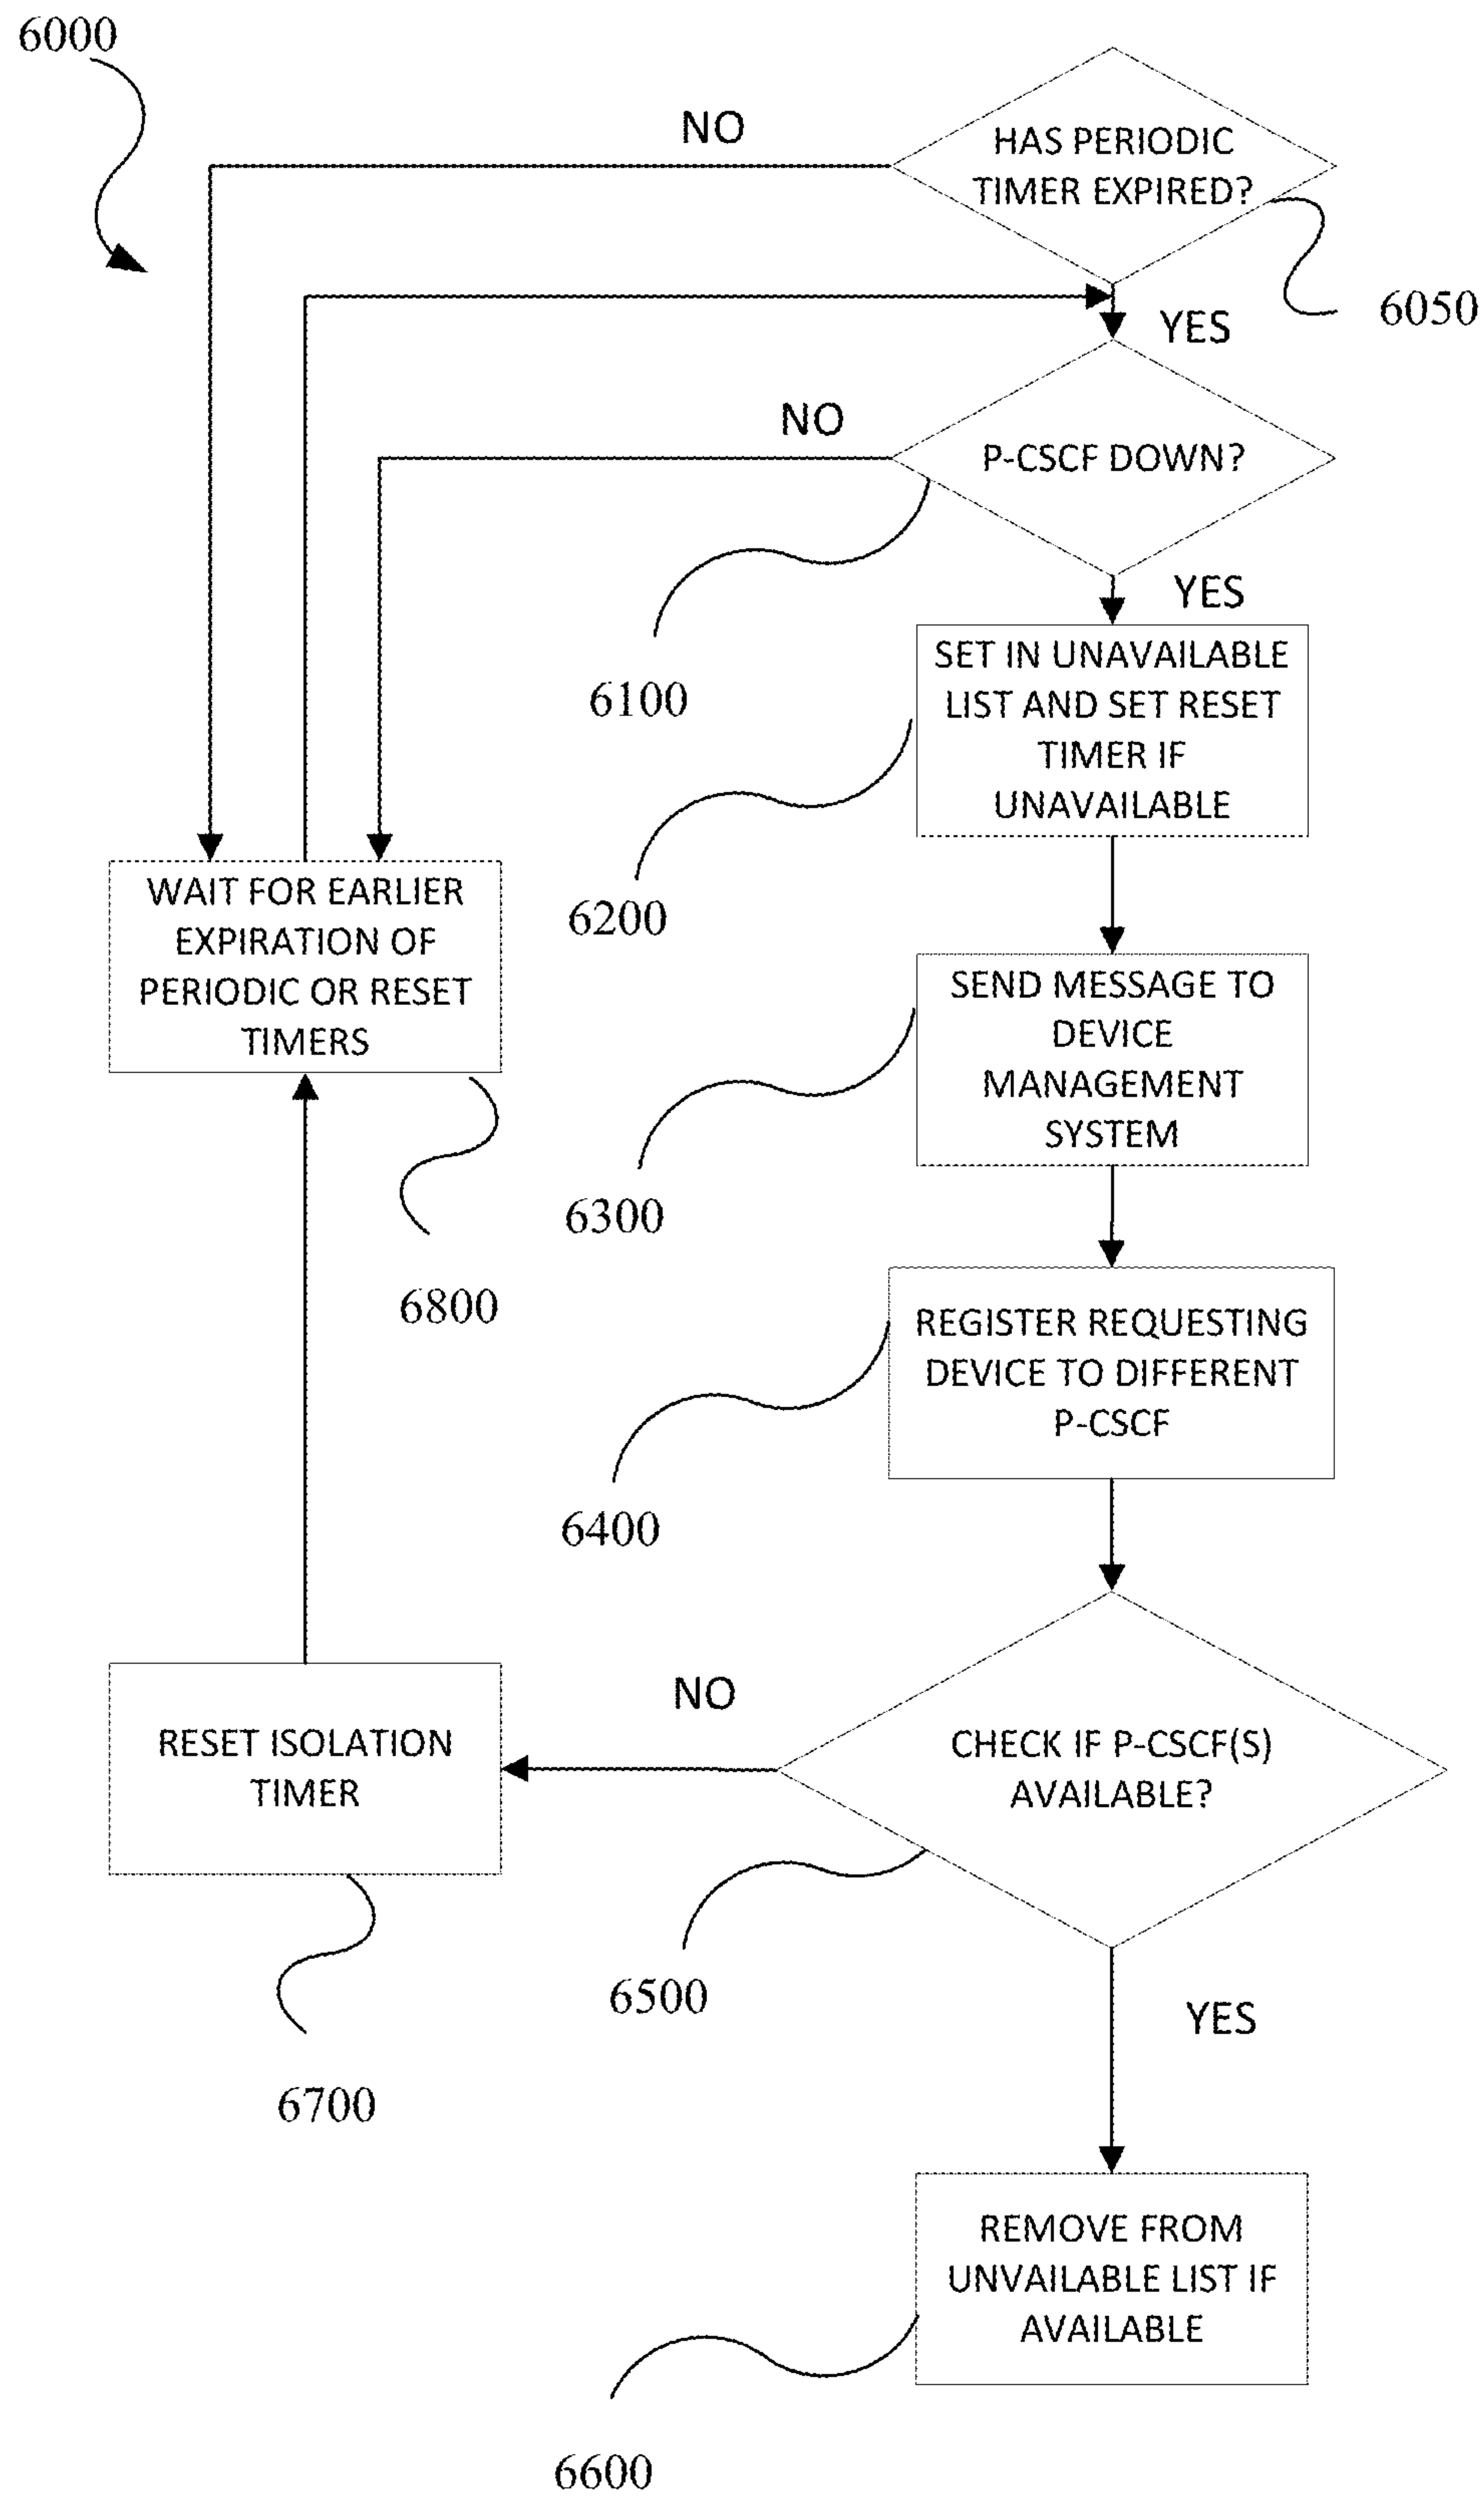 6000
NO
HAS PERIODIC
TIMER EXPIRED?
6050
YES
NO
P-CSCF DOWN?
6100
YES
SET IN UNAVAILABLE
LIST AND SET RESET
TIMER IF
UNAVAILABLE
6200
WAIT FOR EARLIER
EXPIRATION OF
PERIODIC OR RESET
TIMERS
6800
SEND MESSAGE TO
DEVICE
MANAGEMENT
SYSTEM
6300
REGISTER REQUESTING
DEVICE TO DIFFERENT
P-CSCF
6400
CHECK IF P-CSCF(S)
AVAILABLE?
6500
NO
RESET ISOLATION
TIMER
6700
YES
REMOVE FROM
UNVAILABLE LIST IF
AVAILABLE
6600